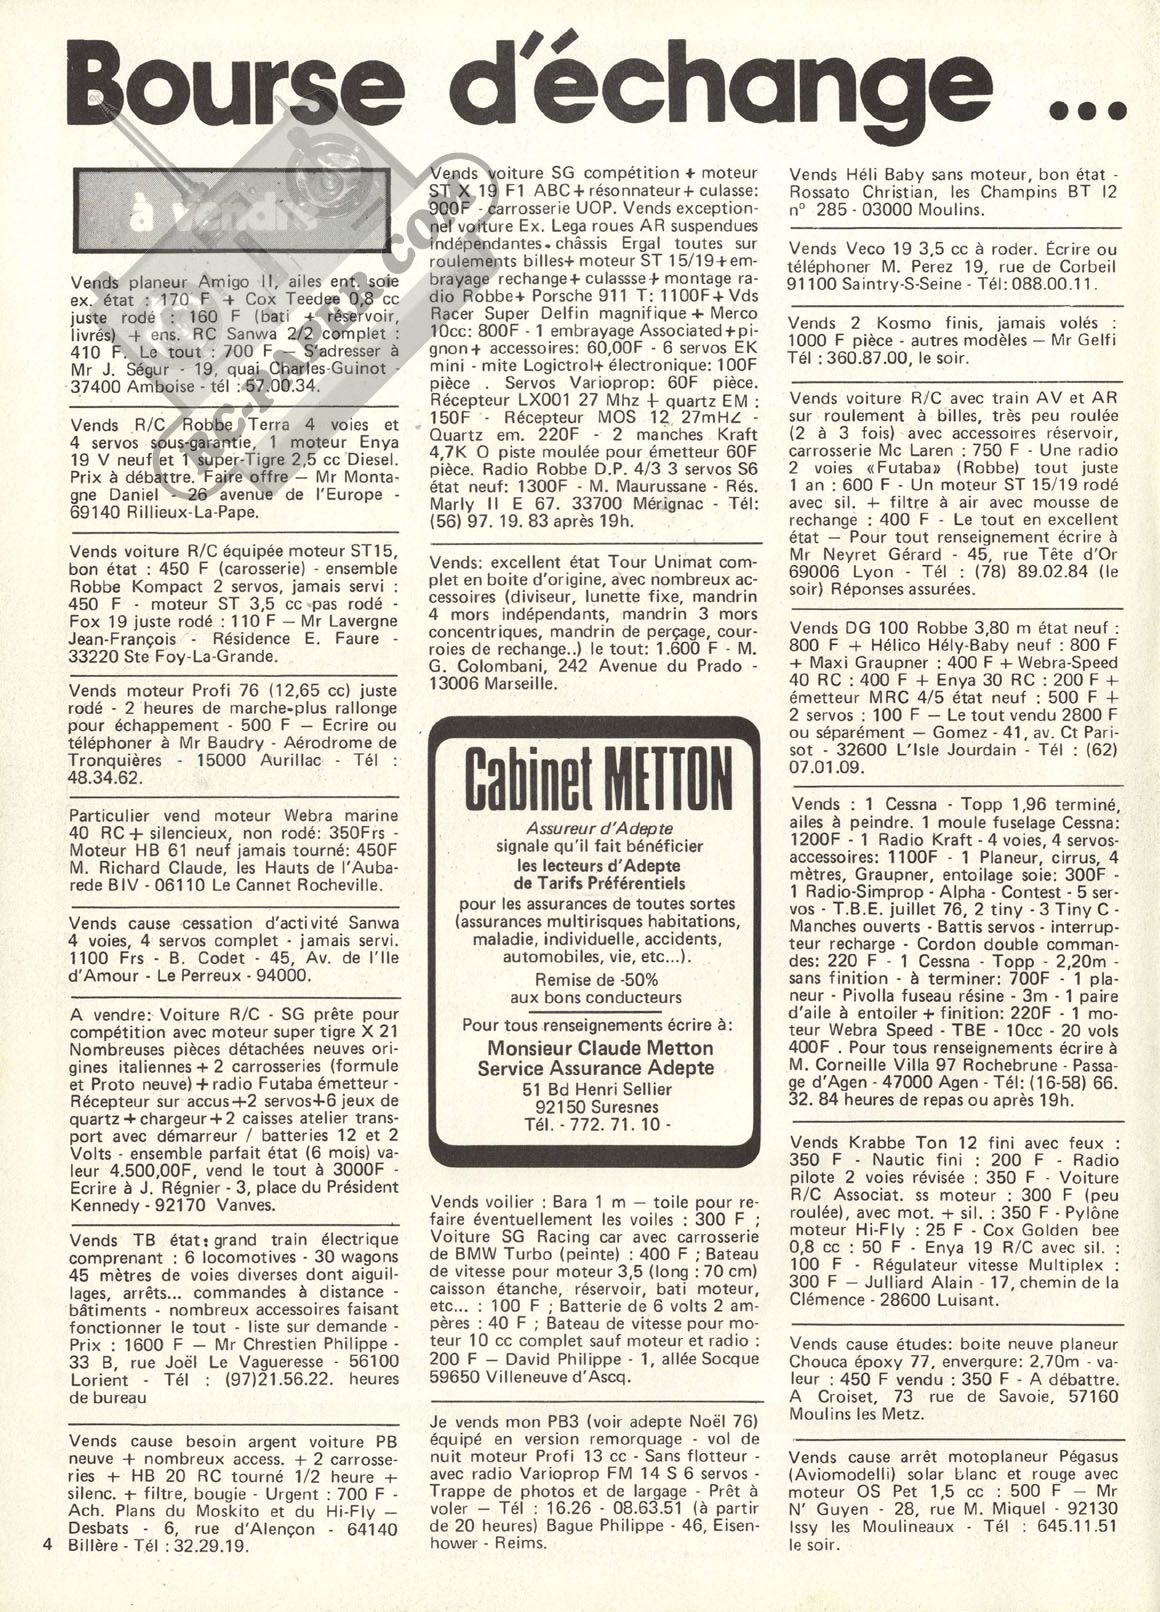 Bourse d'échange ...
à vendre
Vends planeur Amigo II, ailes ent. soie
ex. état : 170 F + Cox Teedee 0,8 cc
juste rodé : 160 F (bati + réservoir,
livrés) + ens. RC Sanwa 2/2 complet :
410 F. Le tout : 700 F - S'adresser à
Mr J. Ségur - 19, quai Charles-Guinot -
37400 Amboise - tél : 57.00.34.
Vends R/C Robbe Terra 4 voies et
4 servos sous-garantie, 1 moteur Enya
19 V neuf et 1 super-Tigre 2,5 cc Diesel.
Prix à débattre. Faire offre — Mr Monta-
gne Daniel - 26 avenue de l'Europe -
69140 Rillieux-La-Pape.
Vends voiture R/C équipée moteur ST15,
bon état : 450 F (carosserie) - ensemble
Robbe Kompact 2 servos, jamais servi :
450 F - moteur ST 3,5 cc pas rodé -
Fox 19 juste rodé : 110 F — Mr Lavergne
Jean-François - Résidence E. Faure -
33220 Ste Foy-La-Grande.
Vends moteur Profi 76 (12,65 cc) juste
rodé - 2 heures de marche-plus rallonge
pour échappement - 500 F — Ecrire ou
téléphoner à Mr Baudry - Aérodrome de
Tronquières - 15000 Aurillac - Tél :
48.34.62.
Particulier vend moteur Webra marine
40 RC + silencieux, non rodé: 350Frs -
Moteur HB 61 neuf jamais tourné: 450F
M. Richard Claude, les Hauts de l'Auba-
rede BIV - 06110 Le Cannet Rocheville.
Vends cause cessation d'activité Sanwa
4 voies, 4 servos complet - jamais servi.
1100 Frs - B. Codet - 45, Av. de l'Ile
d'Amour - Le Perreux - 94000.
A vendre: Voiture R/C - SG prête pour
compétition avec moteur super tigre X 21
Nombreuses pièces détachées neuves ori-
gines italiennes + 2 carrosseries (formule
et Proto neuve) + radio Futaba émetteur -
Récepteur sur accus+2 servos+6 jeux de
quartz + chargeur + 2 caisses atelier trans-
port avec démarreur / batteries 12 et 2
Volts - ensemble parfait état (6 mois) va-
leur 4.500,00F, vend le tout à 3000F -
Ecrire à J. Régnier - 3, place du Président
Kennedy - 92170 Vanves.
Vends TB état: grand train électrique
comprenant : 6 locomotives - 30 wagons
45 mètres de voies diverses dont aiguil-
lages, arrêts... commandes à distance -
bâtiments - nombreux accessoires faisant
fonctionner le tout - liste sur demande -
Prix : 1600 F — Mr Chrestien Philippe -
33 B, rue Joël Le Vagueresse - 56100
Lorient - Tél : (97)21.56.22. heures
de bureau
Vends cause besoin argent voiture PB
neuve + nombreux access. + 2 carrosse-
ries + HB 20 RC tourné 1/2 heure +
silenc. + filtre, bougie - Urgent : 700 F -
Ach. Plans du Moskito et du Hi-Fly —
Desbats - 6, rue d'Alençon - 64140
Billère - Tél : 32.29.19.
4
Vends voiture SG compétition + moteur
ST X 19 F1 ABC + résonnateur + culasse:
900F - carrosserie UOP. Vends exception-
nel voiture Ex. Lega roues AR suspendues
indépendantes. châssis Ergal toutes sur
roulements billes+ moteur ST 15/19 + em-
brayage rechange + culassse + montage ra-
dio Robbe+ Porsche 911 T: 1100F + Vds
Racer Super Delfin magnifique + Merco
10cc: 800F - 1 embrayage Associated + pi-
gnon + accessoires: 60,00F - 6 servos EK
mini - mite Logictrol+ électronique: 100F
pièce . Servos Varioprop: 60F pièce.
Récepteur LX001 27 Mhz + quartz EM :
150F - Récepteur MOS 12, 27mHZ -
Quartz em. 220F - 2 manches Kraft
4,7K O piste moulée pour émetteur 60F
pièce. Radio Robbe D.P. 4/3 3 servos S6
état neuf: 1300F - M. Maurussane - Rés.
Marly II E 67. 33700 Mérignac - Tél:
(56) 97. 19. 83 après 19h.
Vends: excellent état Tour Unimat com-
plet en boite d'origine, avec nombreux ac-
cessoires (diviseur, lunette fixe, mandrin
4 mors indépendants, mandrin 3 mors
concentriques, mandrin de perçage, cour-
roies de rechange..) le tout: 1.600 F - M.
G. Colombani, 242 Avenue du Prado -
13006 Marseille.
Cabinet METTON
Assureur d'Adepte
signale qu'il fait bénéficier
les lecteurs d'Adepte
de Tarifs Préférentiels
pour les assurances de toutes sortes
(assurances multirisques habitations,
maladie, individuelle, accidents,
automobiles, vie, etc...).
Remise de -50%
aux bons conducteurs
Pour tous renseignements écrire à:
Monsieur Claude Metton
Service Assurance Adepte
51 Bd Henri Sellier
92150 Suresnes
Tél. - 772. 71. 10 -
Vends voilier : Bara 1 m — toile pour re-
faire éventuellement les voiles : 300 F ;
Voiture SG Racing car avec carrosserie
de BMW Turbo (peinte) : 400 F ; Bateau
de vitesse pour moteur 3,5 (long : 70 cm)
caisson étanche, réservoir, bati moteur,
etc... : 100 F ; Batterie de 6 volts 2 am-
pères : 40 F ; Bateau de vitesse pour mo-
teur 10 cc complet sauf moteur et radio :
200 F — David Philippe - 1, allée Socque
59650 Villeneuve d'Ascq.
Je vends mon PB3 (voir adepte Noël 76)
équipé en version remorquage - vol de
nuit moteur Profi 13 cc - Sans flotteur -
avec radio Varioprop FM 14 S 6 servos -
Trappe de photos et de largage - Prêt à
voler — Tél : 16.26 - 08.63.51 (à partir
de 20 heures) Bague Philippe - 46, Eisen-
hower - Reims.
Vends Héli Baby sans moteur, bon état -
Rossato Christian, les Champins BT I2
n° 285 - 03000 Moulins.
Vends Veco 19 3,5 cc à roder. Écrire ou
téléphoner M. Perez 19, rue de Corbeil
91100 Saintry-S-Seine - Tél: 088.00.11.
Vends 2 Kosmo finis, jamais volés :
1000 F pièce - autres modèles — Mr Gelfi
Tél : 360.87.00, le soir.
Vends voiture R/C avec train AV et AR
sur roulement à billes, très peu roulée
(2 à 3 fois) avec accessoires réservoir,
carrosserie Mc Laren : 750 F - Une radio
2 voies «Futaba» (Robbe) tout juste
1 an : 600 F - Un moteur ST 15/19 rodé
avec sil. + filtre à air avec mousse de
rechange : 400 F - Le tout en excellent
état — Pour tout renseignement écrire à
Mr Neyret Gérard - 45, rue Tête d'Or
69006 Lyon - Tél : (78) 89.02.84 (le
soir) Réponses assurées.
Vends DG 100 Robbe 3,80 m état neuf :
800 F + Hélico Hély-Baby neuf : 800 F
+ Maxi Graupner : 400 F + Webra-Speed
40 RC : 400 F + Enya 30 RC : 200 F +
émetteur MRC 4/5 état neuf : 500 F +
2 servos : 100 F — Le tout vendu 2800 F
ou séparément — Gomez - 41, av. Ct Pari-
sot - 32600 L'Isle Jourdain - Tél : (62)
07.01.09.
Vends : 1 Cessna - Topp 1,96 terminé,
ailes à peindre. 1 moule fuselage Cessna:
1200F - 1 Radio Kraft - 4 voies, 4 servos-
accessoires: 1100F - 1 Planeur, cirrus, 4
mètres, Graupner, entoilage soie: 300F -
1 Radio-Simprop - Alpha - Contest - 5 ser-
vos - T.B.E. juillet 76, 2 tiny - 3 Tiny C -
Manches ouverts - Battis servos - interrup-
teur recharge - Cordon double comman-
des: 220 F - 1 Cessna - Topp - 2,20m -
sans finition - à terminer: 700F - 1 pla-
neur - Pivolla fuseau résine - 3m - 1 paire
d'aile à entoiler + finition: 220F - 1 mo-
teur Webra Speed - TBE - 10cc - 20 vols
400F . Pour tous renseignements écrire à
M. Corneille Villa 97 Rochebrune - Passa-
ge d'Agen - 47000 Agen - Tél: (16-58) 66.
32. 84 heures de repas ou après 19h.
Vends Krabbe Ton 12 fini avec feux :
350 F - Nautic fini : 200 F - Radio
pilote 2 voies révisée : 350 F - Voiture
R/C Associat. ss moteur : 300 F (peu
roulée), avec mot. + sil. : 350 F - Pylône
moteur Hi-Fly : 25 F - Cox Golden bee
0,8 cc : 50 F - Enya 19 R/C avec sil. :
100 F - Régulateur vitesse Multiplex :
300 F — Julliard Alain - 17, chemin de la
Clémence - 28600 Luisant.
Vends cause études: boite neuve planeur
Chouca époxy 77, envergure: 2,70m - va-
leur : 450 F vendu : 350 F - A débattre.
A Croiset, 73 rue de Savoie, 57160
Moulins les Metz.
Vends cause arrêt motoplaneur Pégasus
(Aviomodelli) solar blanc et rouge avec
moteur OS Pet 1,5 cc : 500 F — Mr
N' Guyen - 28, rue M. Miquel - 92130
Issy les Moulineaux - Tél : 645.11.51
le soir.
RC-PAPER.COM